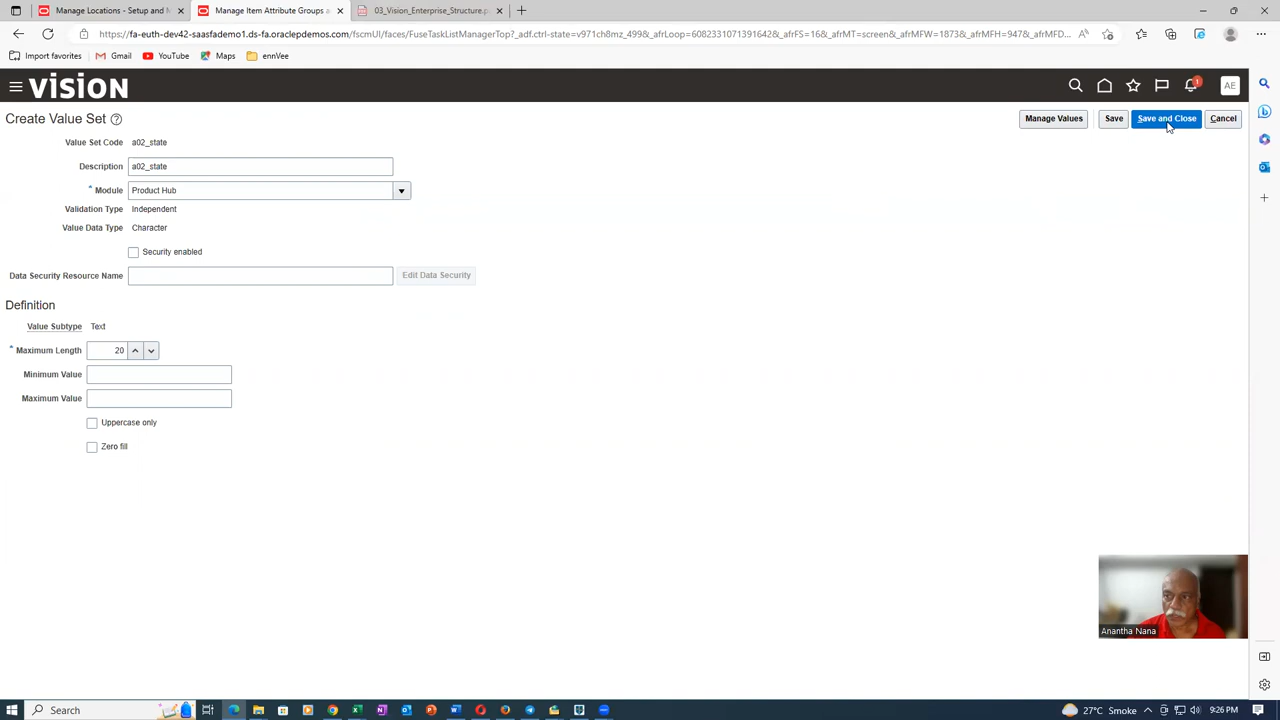 Manage Locations - Setup and M
Manage Item Attribute Groups a
03_Vision_Enterprise_Structure.p
https://fa-euth-dev42-saasfademo1.ds-fa.oraclepdemos.com/fscmUI/faces/FuseTaskListManagerTop?_adf.ctrl-state=v971ch8mz_499&_afrLoop=6082331071391642&_afrFS=16&_afrMT=screen&_afrMFW=1873&_afrMFH=947&_afrMFD...
Import favorites
Gmail
YouTube
Maps
ennVee
VISION
1
AE
Create Value Set
Manage Values
Save
Save and Close
Cancel
Value Set Code a02_state
Description a02_state
* Module Product Hub
Validation Type Independent
Value Data Type Character
Security enabled
Data Security Resource Name
Edit Data Security
Definition
Value Subtype Text
* Maximum Length 20
Minimum Value
Maximum Value
Uppercase only
Zero fill
Anantha Nana
Search
27°C Smoke
9:26 PM